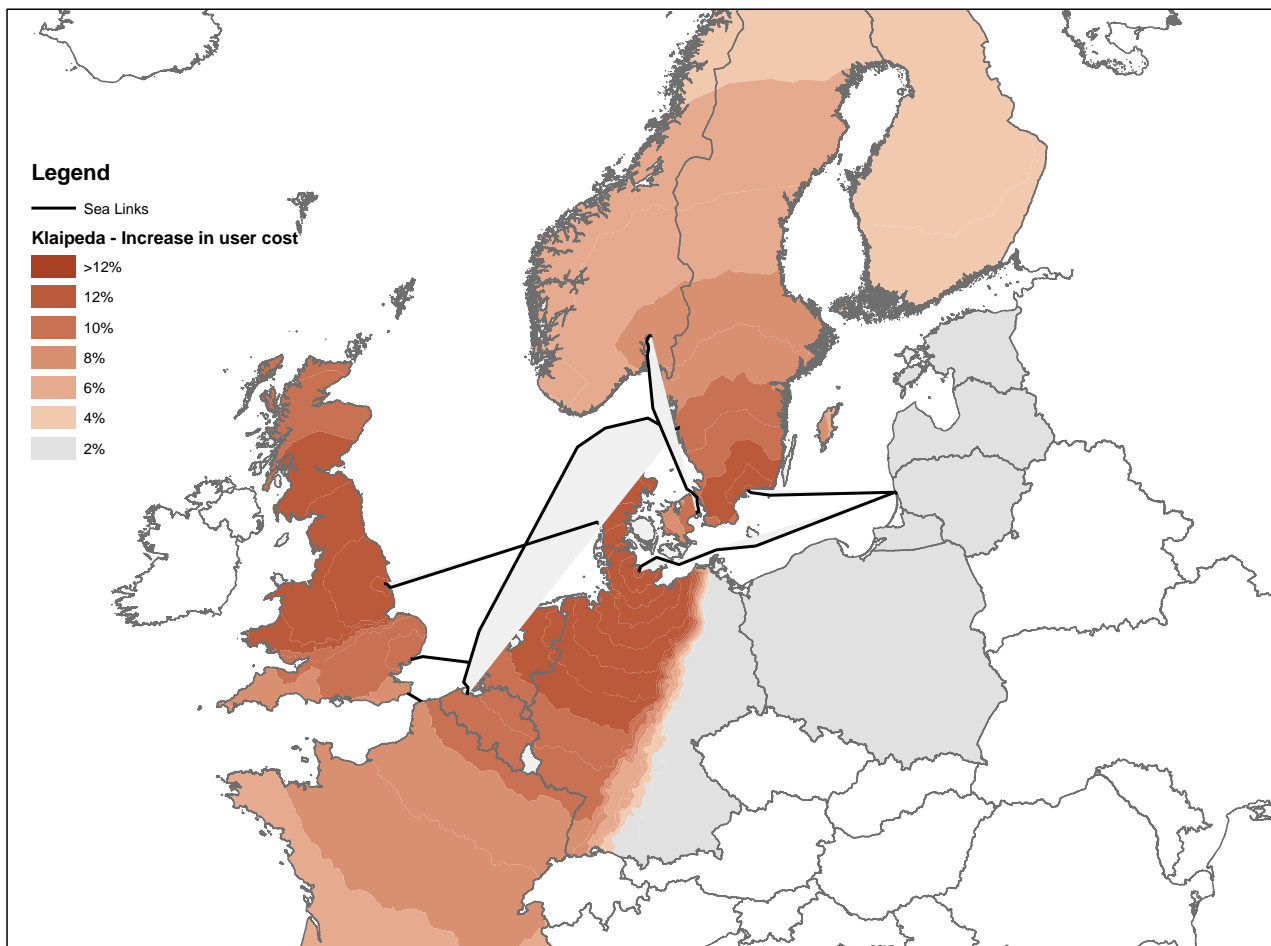 Legend
Sea Links
Klaipeda - Increase in user cost
>12%
12%
10%
8%
6%
4%
2%